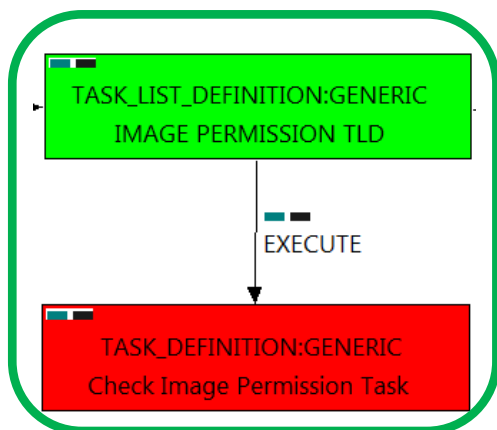 TASK_LIST_DEFINITION:GENERIC
IMAGE PERMISSION TLD
EXECUTE
TASK_DEFINITION:GENERIC
Check Image Permission Task